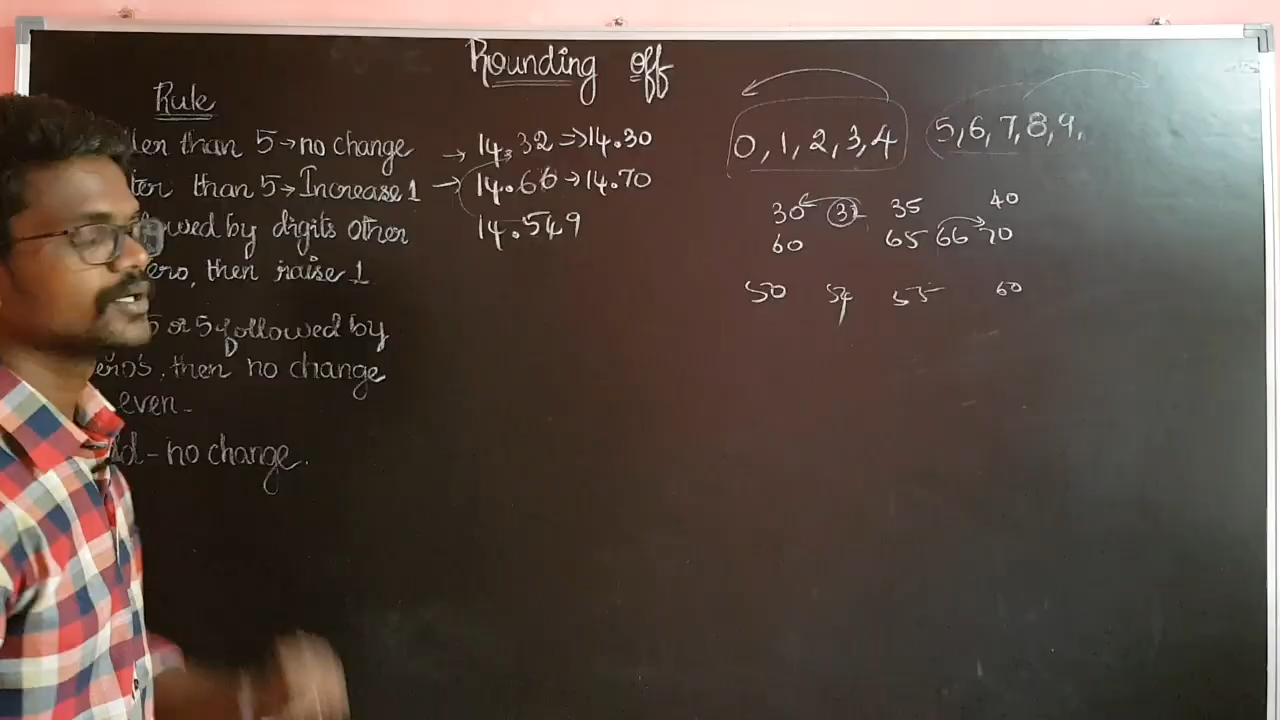 Rounding off
Rule
than 5→no change
than 5→Increase 1
by digits other
then raise 1
5 or 5 followed by
then no change
even-
- no change.
→ 14.32 ⇒ 14.30
→ 14.66 → 14.70
14.549
0, 1, 2, 3, 4
5, 6, 7, 8, 9,
30 32 35 40
60 65 66 70
50 54 55 60